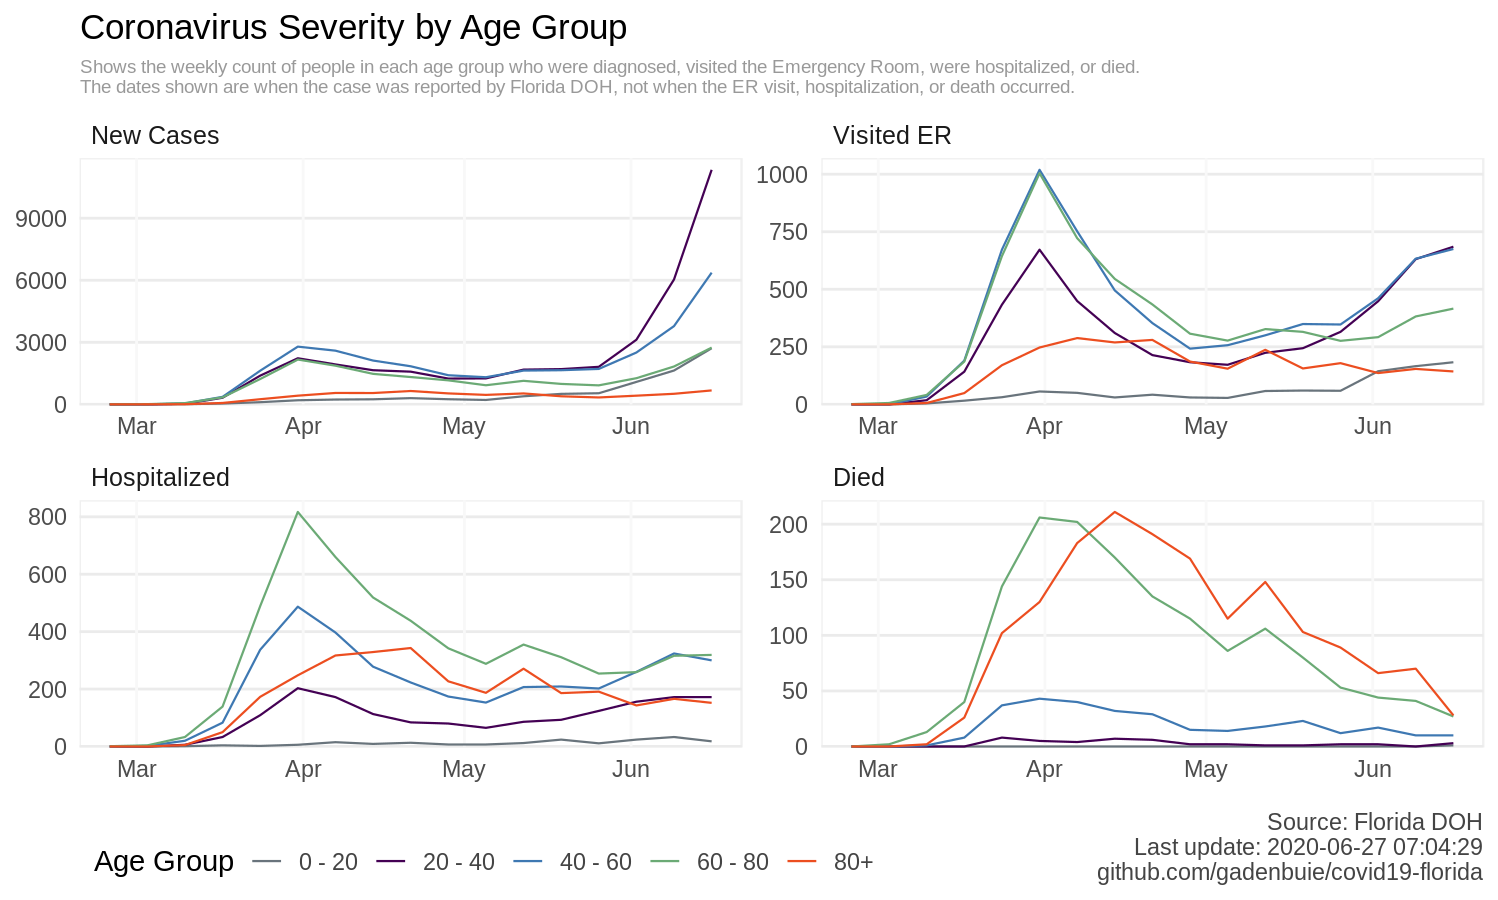 Coronavirus Severity by Age Group
Shows the weekly count of people in each age group who were diagnosed, visited the Emergency Room, were hospitalized, or died.
The dates shown are when the case was reported by Florida DOH, not when the ER visit, hospitalization, or death occurred.
New Cases
9000
6000
3000
0
Mar Apr May Jun
Visited ER
1000
750
500
250
0
Mar Apr May Jun
Hospitalized
800
600
400
200
0
Mar Apr May Jun
Died
200
150
100
50
0
Mar Apr May Jun
Age Group 0 - 20 20 - 40 40 - 60 60 - 80 80+
Source: Florida DOH
Last update: 2020-06-27 07:04:29
github.com/gadenbuie/covid19-florida